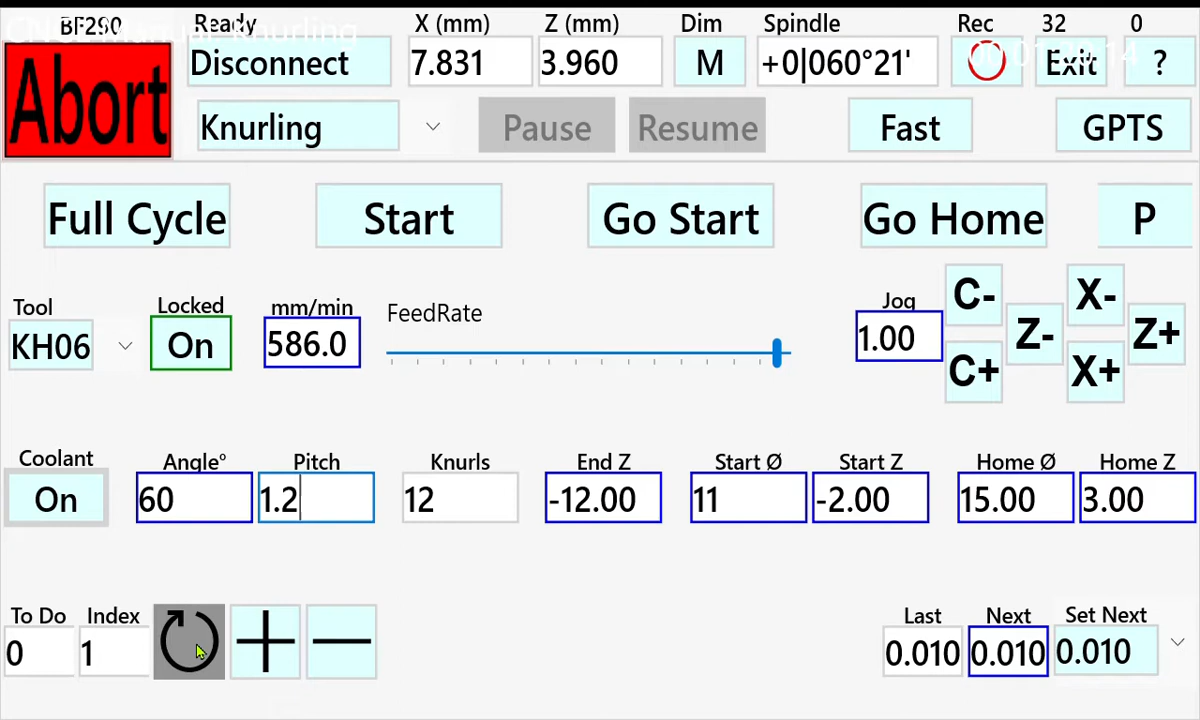 BF290 Ready X (mm) Z (mm) Dim Spindle Rec 32 0
Abort Disconnect 7.831 3.960 M +0|060°21' Exit ?
Knurling Pause Resume Fast GPTS
Full Cycle Start Go Start Go Home P
Tool Locked mm/min FeedRate Jog C- X-
KH06 On 586.0 1.00 Z- Z+
C+ X+
Coolant Angle° Pitch Knurls End Z Start Ø Start Z Home Ø Home Z
On 60 1.2 12 -12.00 11 -2.00 15.00 3.00
To Do Index Last Next Set Next
0 1 0.010 0.010 0.010